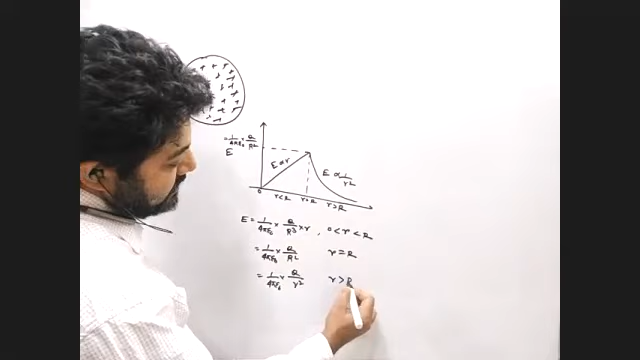 = 1/4πε₀ × Q/R²
E
E ∝ r
E ∝ 1/r²
0
r<R
r=R
r>R
E = 1/4πε₀ × Q/R³ × r , 0 < r < R
= 1/4πε₀ × Q/R² r = R
= 1/4πε₀ × Q/r² r > R